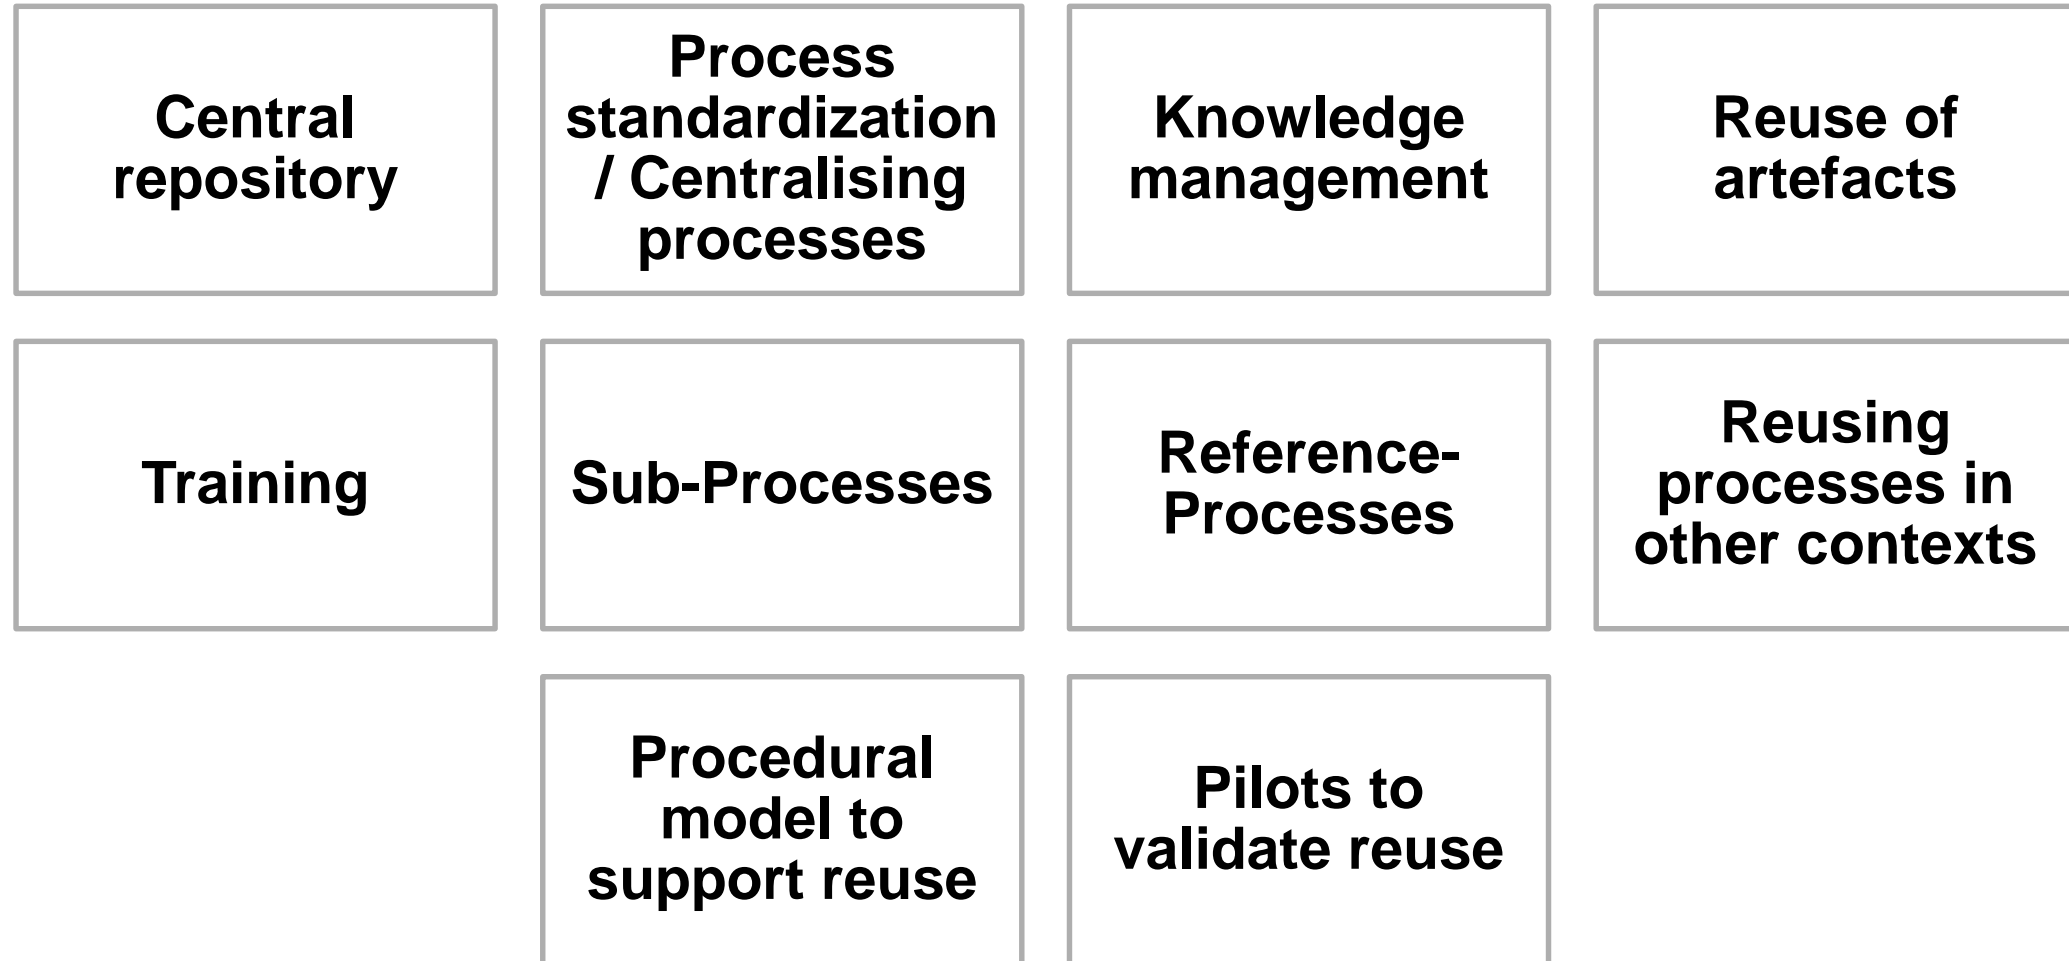 Central
repository
Process
standardization
/ Centralising
processes
Knowledge
management
Reuse of
artefacts
Training
Sub-Processes
Reference-
Processes
Reusing
processes in
other contexts
Procedural
model to
support reuse
Pilots to
validate reuse